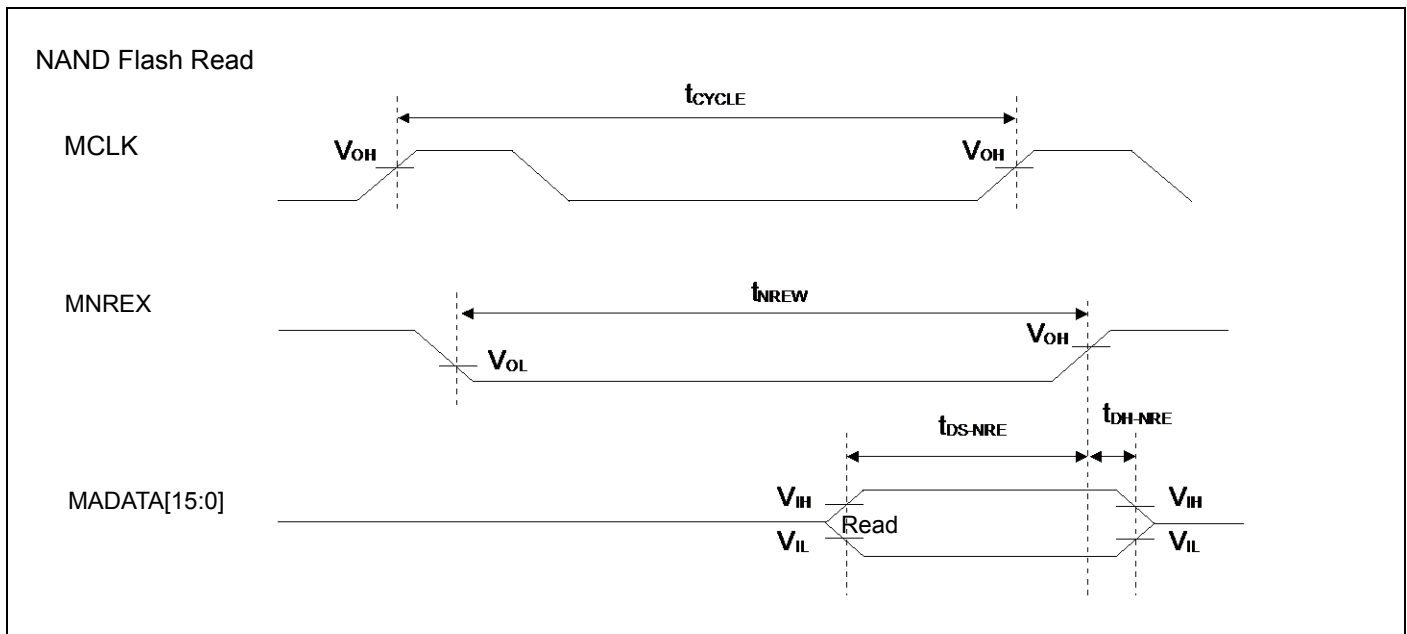 NAND Flash Read
tCYCLE
MCLK
VOH
VOH
MNREX
tNREW
VOH
VOL
tDS-NRE
tDH-NRE
MADATA[15:0]
VIH
VIH
Read
VIL
VIL